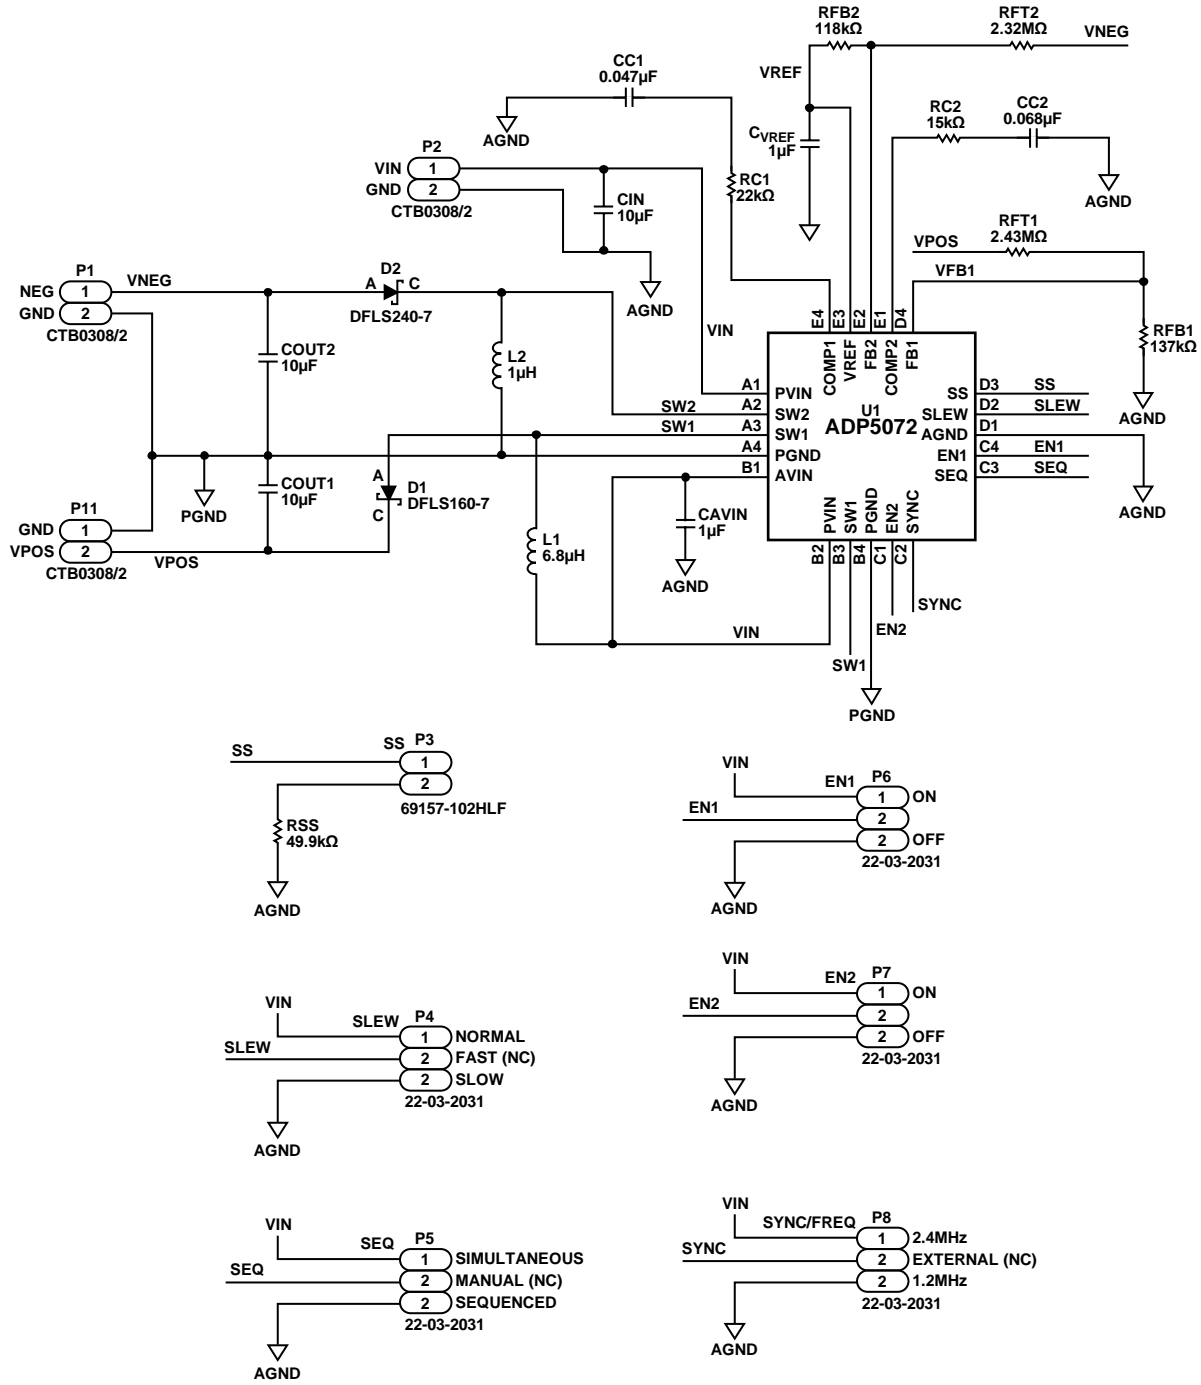 RFB2
118kΩ
RFT2
2.32MΩ
VNEG
CC1
0.047µF
VREF
AGND
CVREF
1µF
RC2
15kΩ
CC2
0.068µF
AGND
P2
VIN 1
GND 2
CTB0308/2
CIN
10µF
AGND
RC1
22kΩ
VPOS
RFT1
2.43MΩ
VFB1
RFB1
137kΩ
AGND
P1
NEG 1
GND 2
CTB0308/2
VNEG
D2
A C
DFLS240-7
COUT2
10µF
L2
1µH
VIN
E4 E3 E2 E1 D4
COMP1 VREF FB2 COMP2 FB1
A1 PVIN
SW2 A2 SW2
SW1 A3 SW1
A4 PGND
B1 AVIN
U1
ADP5072
SS D3 SS
SLEW D2 SLEW
AGND D1
EN1 C4 EN1
SEQ C3 SEQ
AGND
PVIN SW1 PGND EN2 SYNC
B2 B3 B4 C1 C2
PGND
COUT1
10µF
A
D1
DFLS160-7
C
P11
GND 1
VPOS 2
CTB0308/2
VPOS
L1
6.8µH
CAVIN
1µF
AGND
VIN
SYNC
EN2
SW1
PGND
SS
SS P3
1
2
69157-102HLF
RSS
49.9kΩ
AGND
VIN
EN1 P6
EN1
1 ON
2
2 OFF
22-03-2031
AGND
VIN
SLEW P4
SLEW
1 NORMAL
2 FAST (NC)
2 SLOW
22-03-2031
AGND
VIN
EN2 P7
EN2
1 ON
2
2 OFF
22-03-2031
AGND
VIN
SEQ P5
SEQ
1 SIMULTANEOUS
2 MANUAL (NC)
2 SEQUENCED
22-03-2031
AGND
VIN
SYNC/FREQ P8
SYNC
1 2.4MHz
2 EXTERNAL (NC)
2 1.2MHz
22-03-2031
AGND